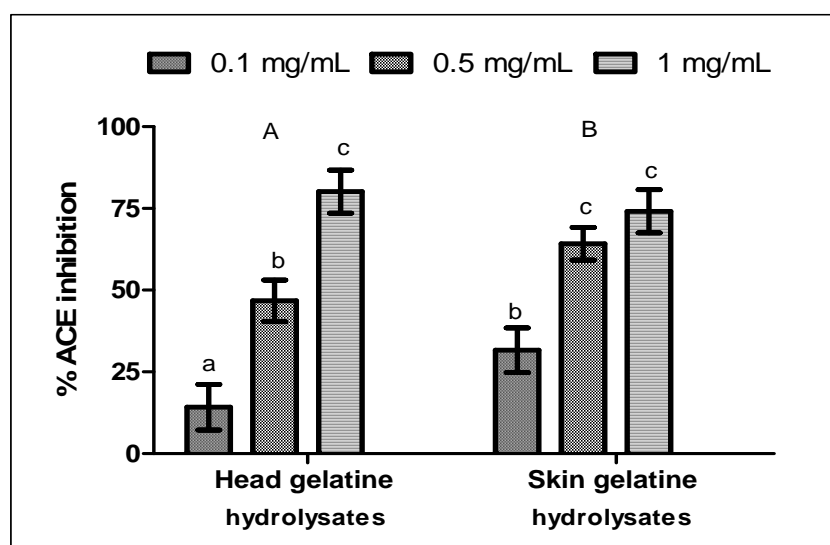 0.1 mg/mL 0.5 mg/mL 1 mg/mL
% ACE inhibition
100
75
50
25
0
A
B
a
b
c
b
c
c
Head gelatine
hydrolysates
Skin gelatine
hydrolysates